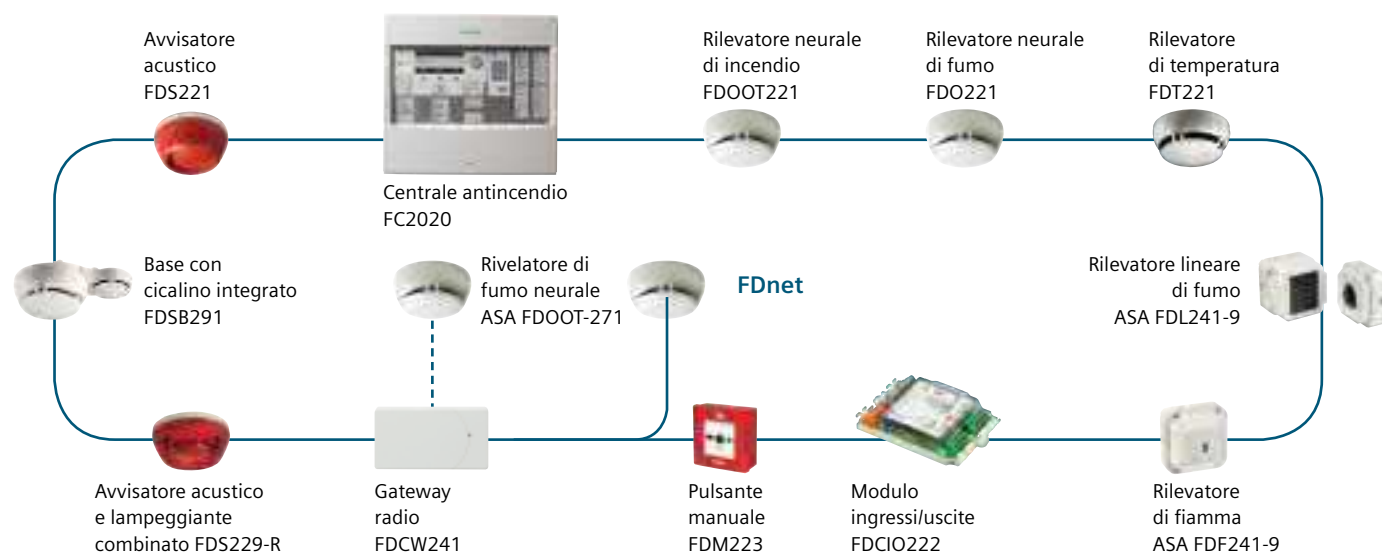 Avvisatore
acustico
FDS221
Rilevatore neurale
di incendio
FDOOT221
Rilevatore neurale
di fumo
FDO221
Rilevatore
di temperatura
FDT221
Centrale antincendio
FC2020
Base con
cicalino integrato
FDSB291
Rivelatore di
fumo neurale
ASA FDOOT-271
FDnet
Rilevatore lineare
di fumo
ASA FDL241-9
Avvisatore acustico
e lampeggiante
combinato FDS229-R
Gateway
radio
FDCW241
Pulsante
manuale
FDM223
Modulo
ingressi/uscite
FDCIO222
Rilevatore
di fiamma
ASA FDF241-9